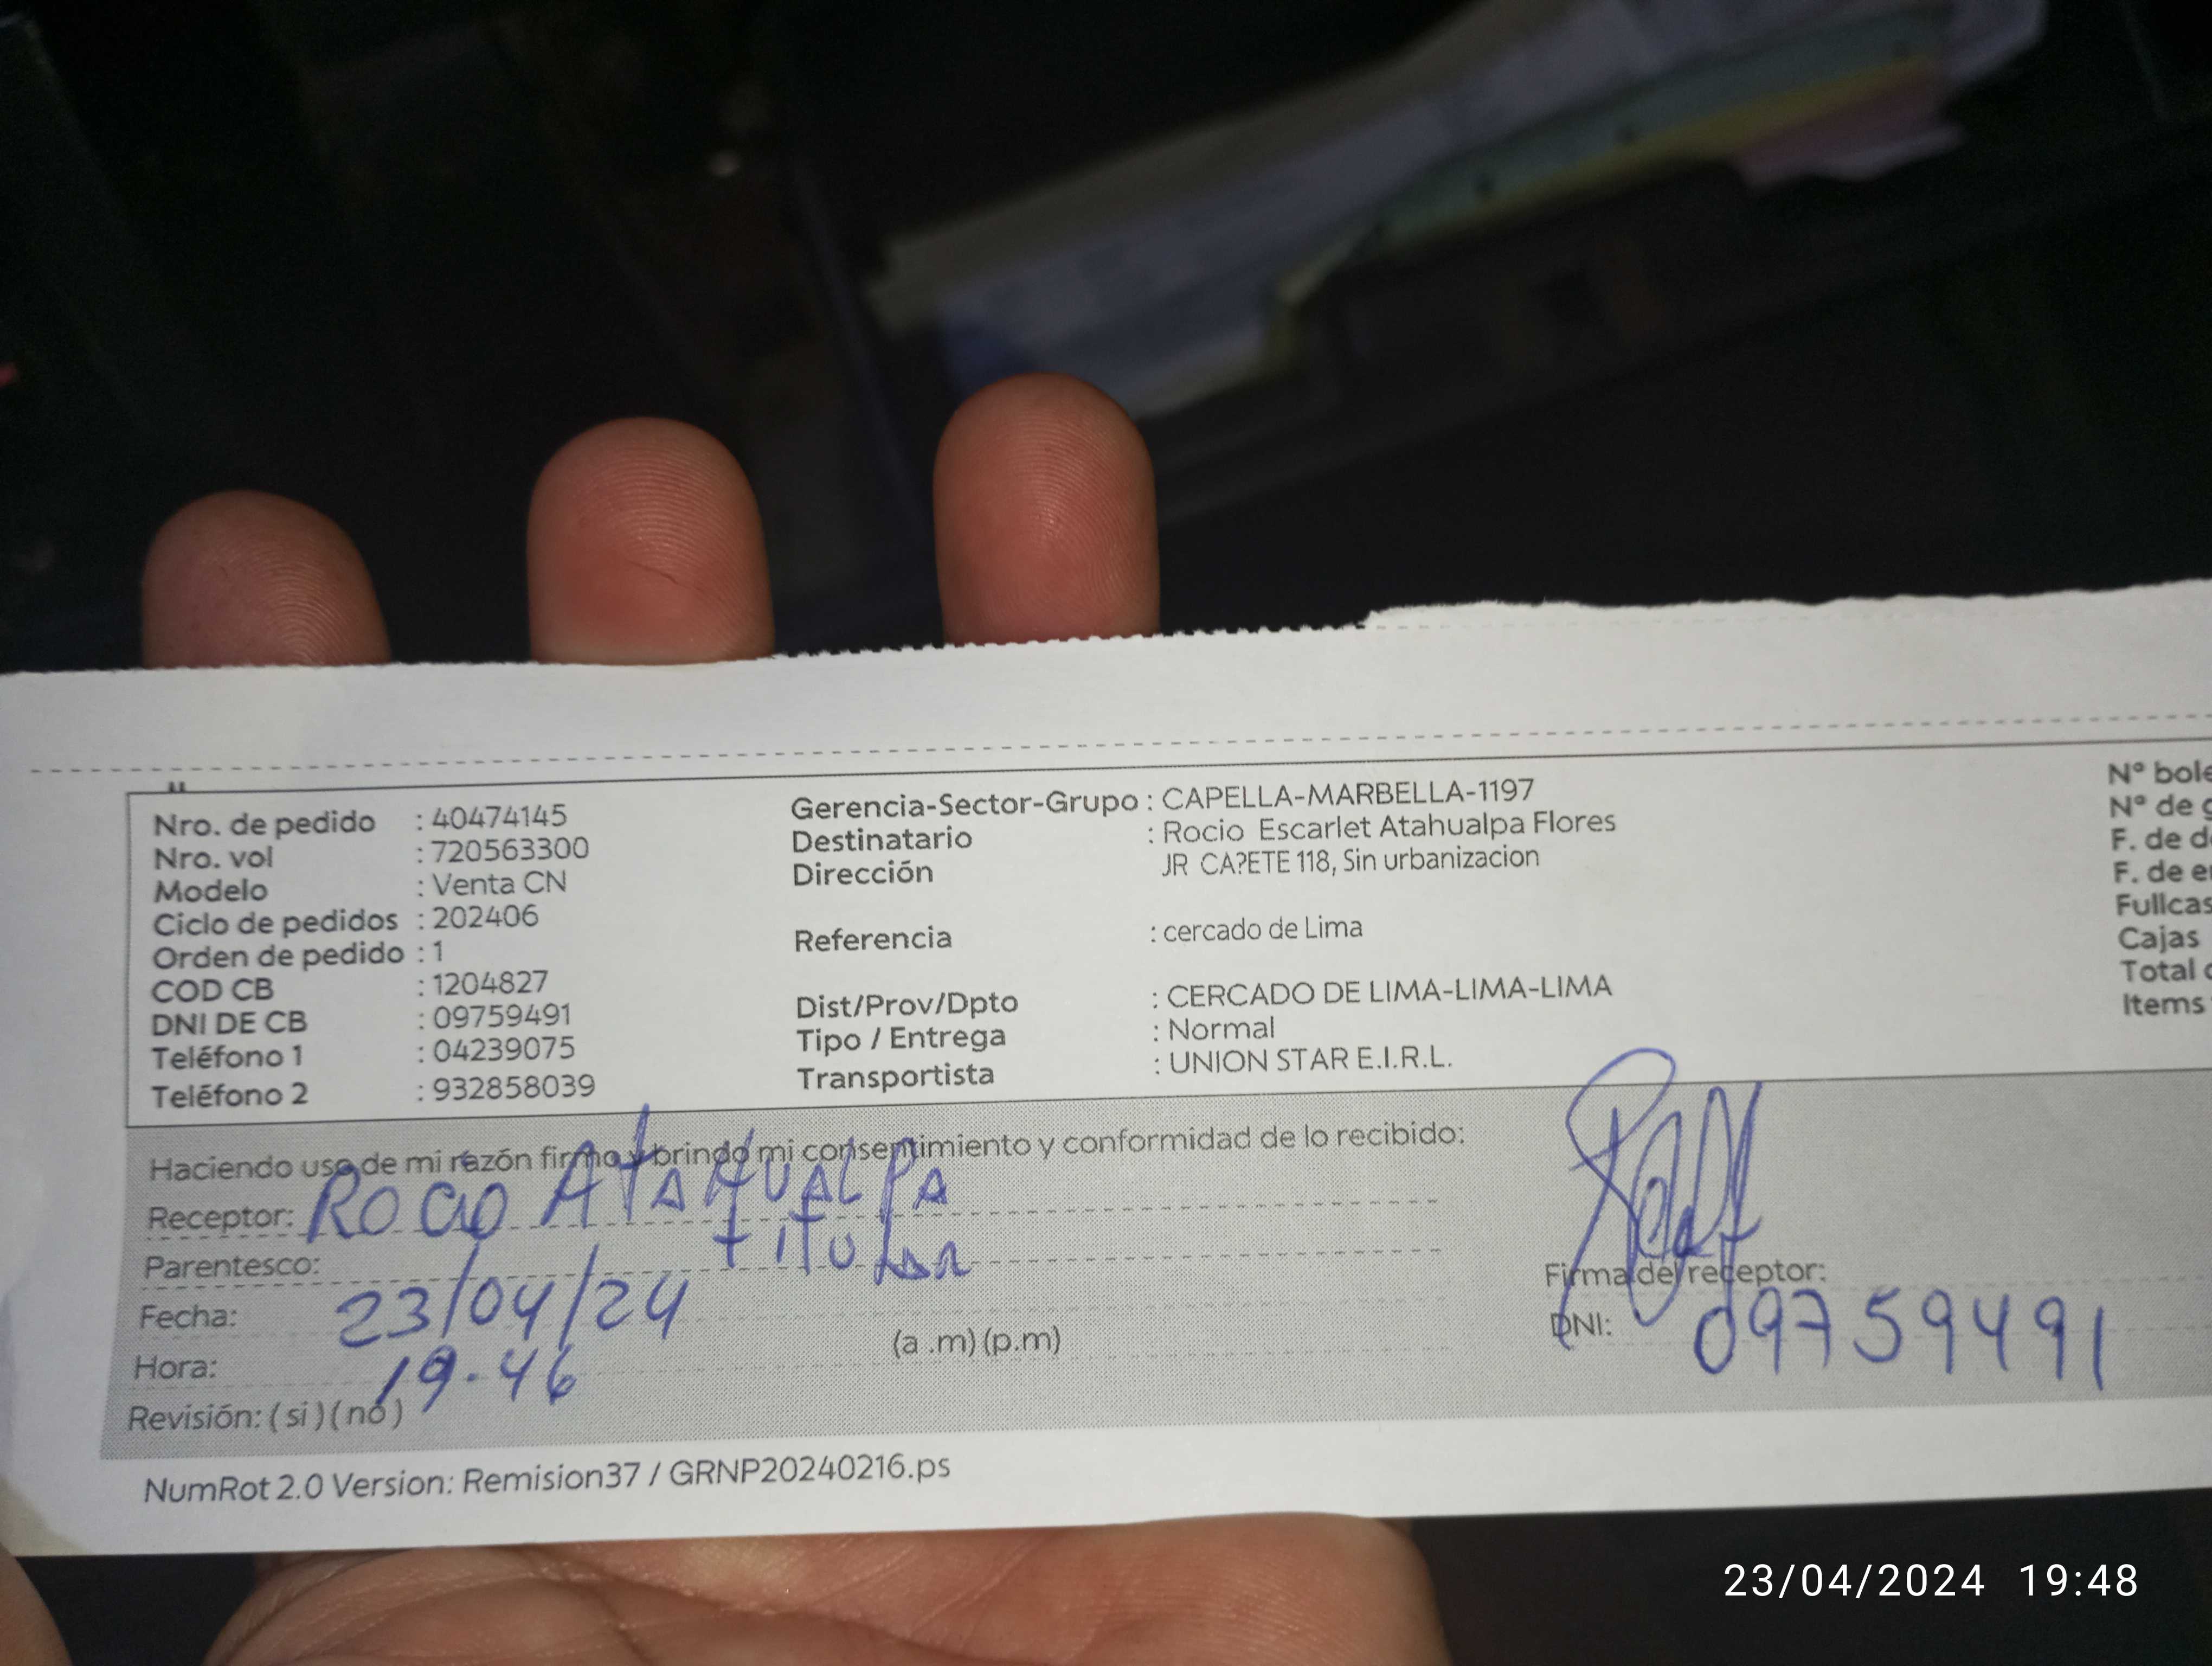 Nro. de pedido : 40474145
Nro. vol : 720563300
Modelo : Venta CN
Ciclo de pedidos : 202406
Orden de pedido : 1
COD CB : 1204827
DNI DE CB : 09759491
Teléfono 1 : 04239075
Teléfono 2 : 932858039
Gerencia-Sector-Grupo : CAPELLA-MARBELLA-1197
Destinatario : Rocio Escarlet Atahualpa Flores
Dirección JR CA?ETE 118, Sin urbanizacion
Referencia : cercado de Lima
Dist/Prov/Dpto : CERCADO DE LIMA-LIMA-LIMA
Tipo / Entrega : Normal
Transportista : UNION STAR E.I.R.L.
Nº bole
Nº de g
F. de d
F. de e
Fullcas
Cajas
Total
Items
Haciendo uso de mi razón firmo y brindo mi consentimiento y conformidad de lo recibido:
Receptor: ROCIO ATAHUALPA
Parentesco: titular
Fecha: 23/04/24
Hora: 19.46 (a .m) (p.m)
Revisión: ( si ) ( no )
Firma del receptor:
DNI: 09759491
NumRot 2.0 Version: Remision37 / GRNP20240216.ps
23/04/2024 19:48